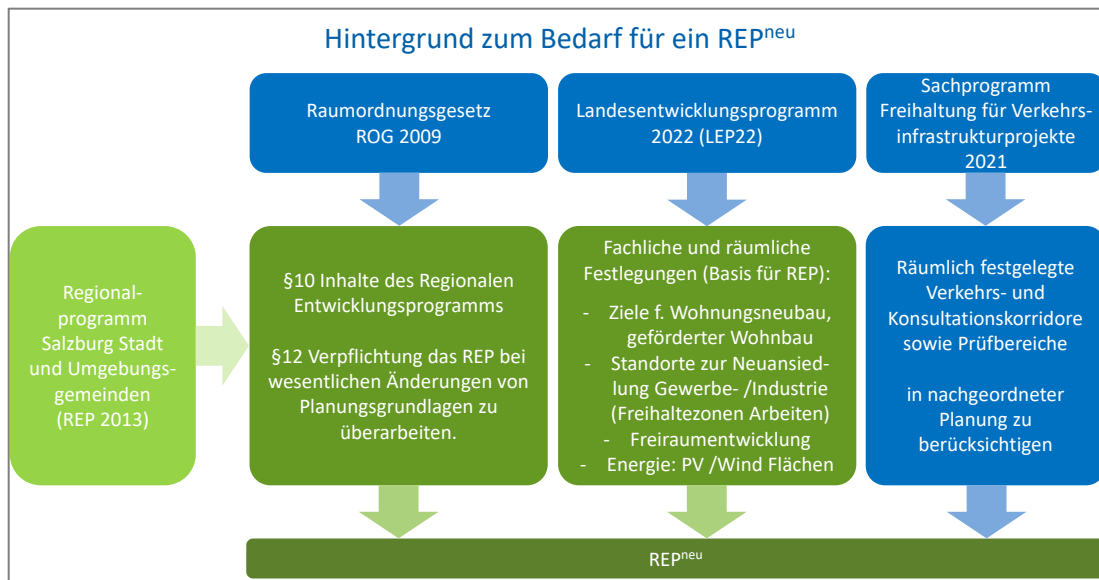 Hintergrund zum Bedarf für ein REPneu
Raumordnungsgesetz
ROG 2009
Landesentwicklungsprogramm
2022 (LEP22)
Sachprogramm
Freihaltung für Verkehrs-
infrastrukturprojekte
2021
Regional-
programm
Salzburg Stadt
und Umgebungs-
gemeinden
(REP 2013)
§10 Inhalte des Regionalen
Entwicklungsprogramms
§12 Verpflichtung das REP bei
wesentlichen Änderungen von
Planungsgrundlagen zu
überarbeiten.
Fachliche und räumliche
Festlegungen (Basis für REP):
- Ziele f. Wohnungsneubau,
geförderter Wohnbau
- Standorte zur Neuansied-
lung Gewerbe- /Industrie
(Freihaltezonen Arbeiten)
- Freiraumentwicklung
- Energie: PV /Wind Flächen
Räumlich festgelegte
Verkehrs- und
Konsultationskorridore
sowie Prüfbereiche
in nachgeordneter
Planung zu
berücksichtigen
REPneu